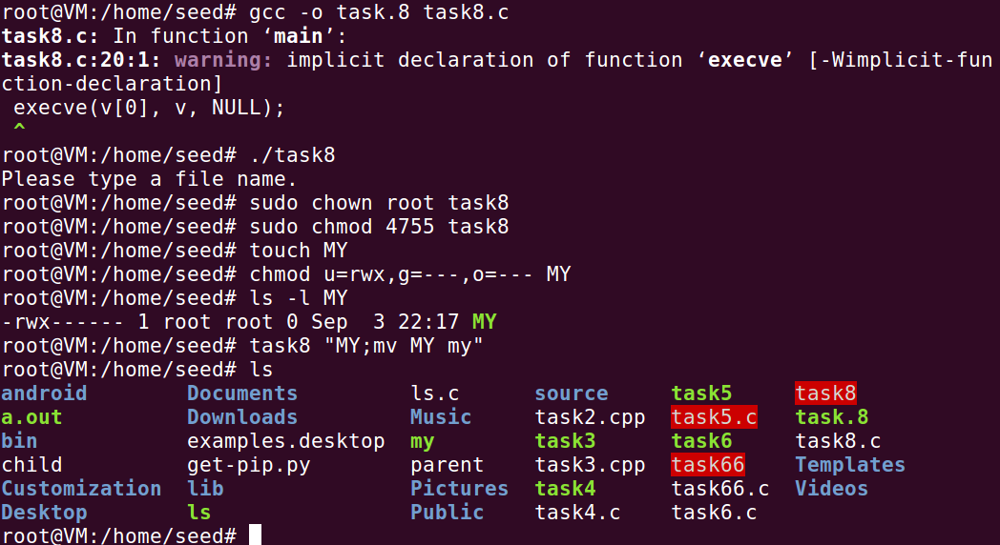 root@VM:/home/seed# gcc -o task.8 task8.c
task8.c: In function ‘main’:
task8.c:20:1: warning: implicit declaration of function ‘execve’ [-Wimplicit-fun
ction-declaration]
 execve(v[0], v, NULL);
 ^
root@VM:/home/seed# ./task8
Please type a file name.
root@VM:/home/seed# sudo chown root task8
root@VM:/home/seed# sudo chmod 4755 task8
root@VM:/home/seed# touch MY
root@VM:/home/seed# chmod u=rwx,g=---,o=--- MY
root@VM:/home/seed# ls -l MY
-rwx------ 1 root root 0 Sep  3 22:17 MY
root@VM:/home/seed# task8 "MY;mv MY my"
root@VM:/home/seed# ls
android        Documents         ls.c      source     task5    task8
a.out          Downloads         Music     task2.cpp  task5.c  task.8
bin            examples.desktop  my        task3      task6    task8.c
child          get-pip.py        parent    task3.cpp  task66   Templates
Customization  lib               Pictures  task4      task66.c  Videos
Desktop        ls                Public    task4.c    task6.c
root@VM:/home/seed#